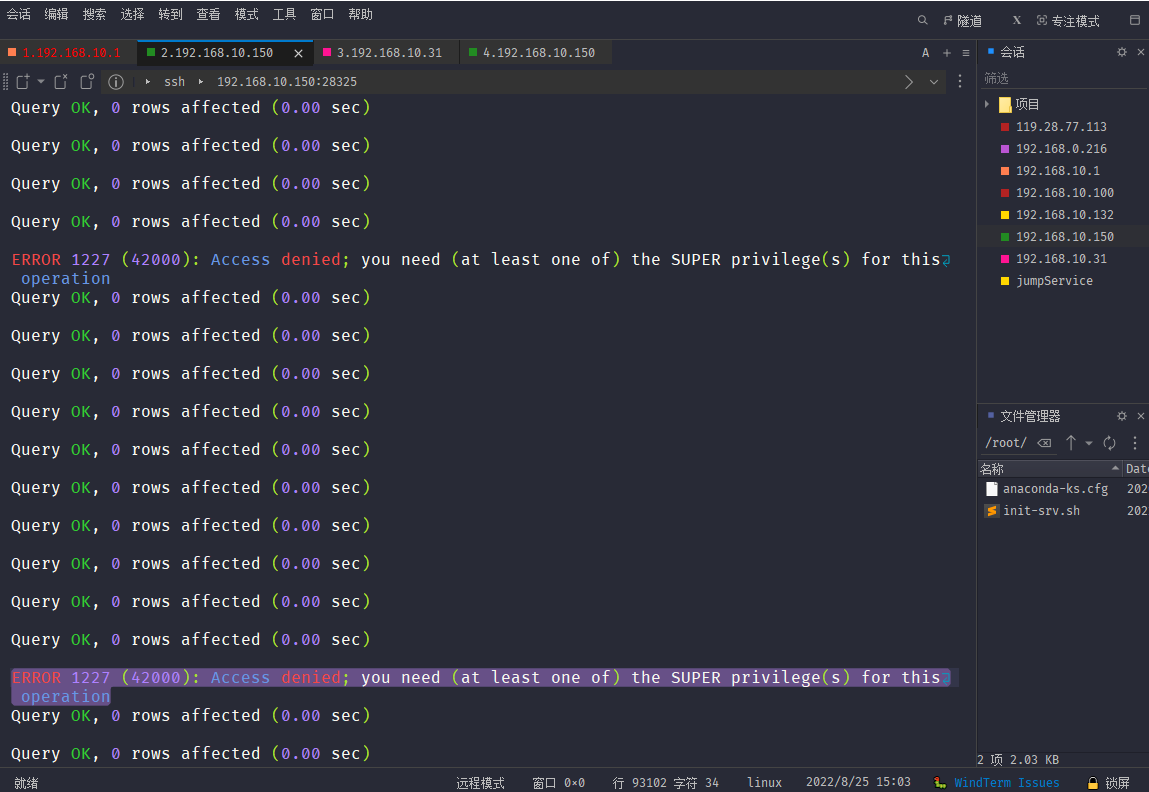 会话 编辑 搜索 选择 转到 查看 模式 工具 窗口 帮助
隧道 X 专注模式
1.192.168.10.1 2.192.168.10.150 × 3.192.168.10.31 4.192.168.10.150 A + ≡
ssh 192.168.10.150:28325
Query OK, 0 rows affected (0.00 sec)
Query OK, 0 rows affected (0.00 sec)
Query OK, 0 rows affected (0.00 sec)
Query OK, 0 rows affected (0.00 sec)
ERROR 1227 (42000): Access denied; you need (at least one of) the SUPER privilege(s) for this
operation
Query OK, 0 rows affected (0.00 sec)
Query OK, 0 rows affected (0.00 sec)
Query OK, 0 rows affected (0.00 sec)
Query OK, 0 rows affected (0.00 sec)
Query OK, 0 rows affected (0.00 sec)
Query OK, 0 rows affected (0.00 sec)
Query OK, 0 rows affected (0.00 sec)
Query OK, 0 rows affected (0.00 sec)
Query OK, 0 rows affected (0.00 sec)
Query OK, 0 rows affected (0.00 sec)
ERROR 1227 (42000): Access denied; you need (at least one of) the SUPER privilege(s) for this
operation
Query OK, 0 rows affected (0.00 sec)
Query OK, 0 rows affected (0.00 sec)
会话
筛选
项目
119.28.77.113
192.168.0.216
192.168.10.1
192.168.10.100
192.168.10.132
192.168.10.150
192.168.10.31
jumpService
文件管理器
/root/
名称 Date
anaconda-ks.cfg 202
init-srv.sh 202
2 项 2.03 KB
就绪 远程模式 窗口 0×0 行 93102 字符 34 linux 2022/8/25 15:03 WindTerm Issues 锁屏